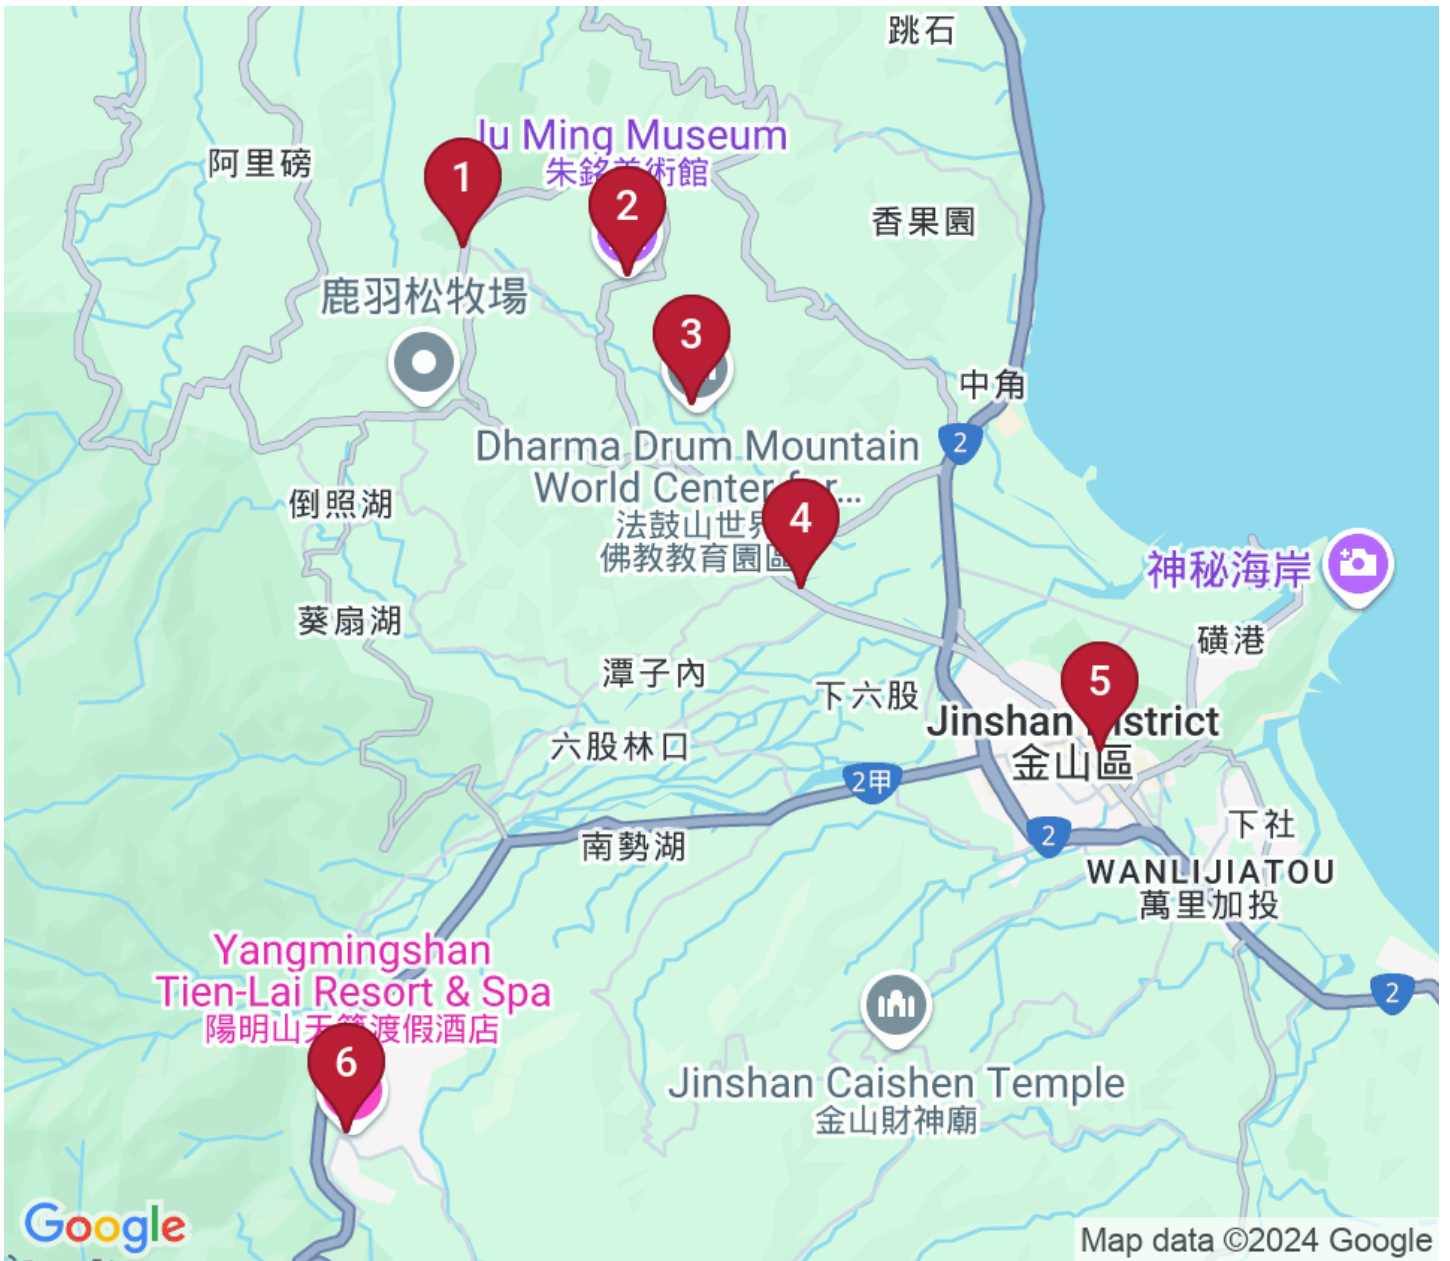 跳石
Ju Ming Museum
朱銘美術館
阿里磅
1
2
香果園
鹿羽松牧場
3
中角
2
Dharma Drum Mountain
World Center for...
法鼓山世界
佛教教育園區
倒照湖
4
神秘海岸
葵扇湖
磺港
潭子內
下六股
5
Jinshan District
金山區
六股林口
2甲
2
下社
南勢湖
WANLIJIATOU
萬里加投
Yangmingshan
Tien-Lai Resort & Spa
陽明山天籟渡假酒店
2
6
Jinshan Caishen Temple
金山財神廟
Google
Map data ©2024 Google